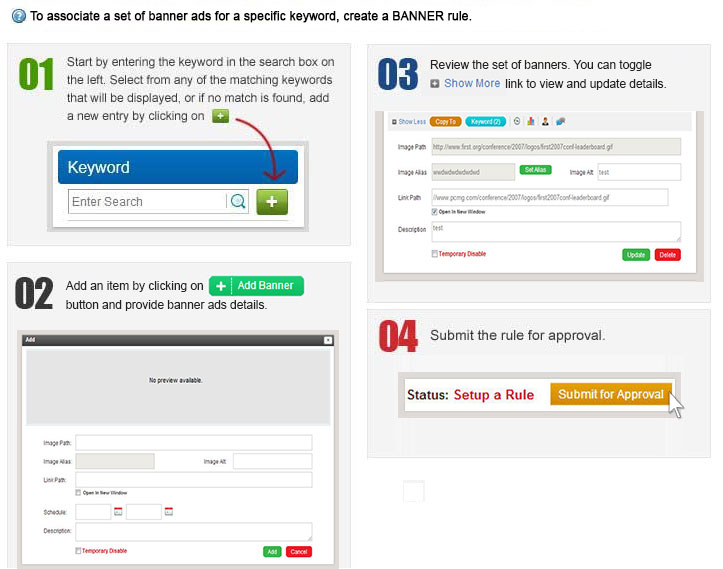 To associate a set of banner ads for a specific keyword, create a BANNER rule.
01
Start by entering the keyword in the search box on
the left. Select from any of the matching keywords
that will be displayed, or if no match is found, add
a new entry by clicking on +
Keyword
Enter Search
+
02
Add an item by clicking on + Add Banner
button and provide banner ads details.
Add
x
No preview available.
Image Path:
Image Alias:
Image Alt:
Link Path:
Open In New Window
Schedule:
Description:
Temporary Disable
Add Cancel
03
Review the set of banners. You can toggle
+ Show More link to view and update details.
Show Less Copy To Keyword (2)
Image Path http://www.first.org/conference/2007/logos/first2007conf-leaderboard.gif
Image Alias wwdwdwdwdwdwd Set Alias Image Alt test
Link Path //www.pcmg.com/conference/2007/logos/first2007conf-leaderboard.gif
Open In New Window
Description test
Temporary Disable
Update Delete
04
Submit the rule for approval.
Status: Setup a Rule Submit for Approval